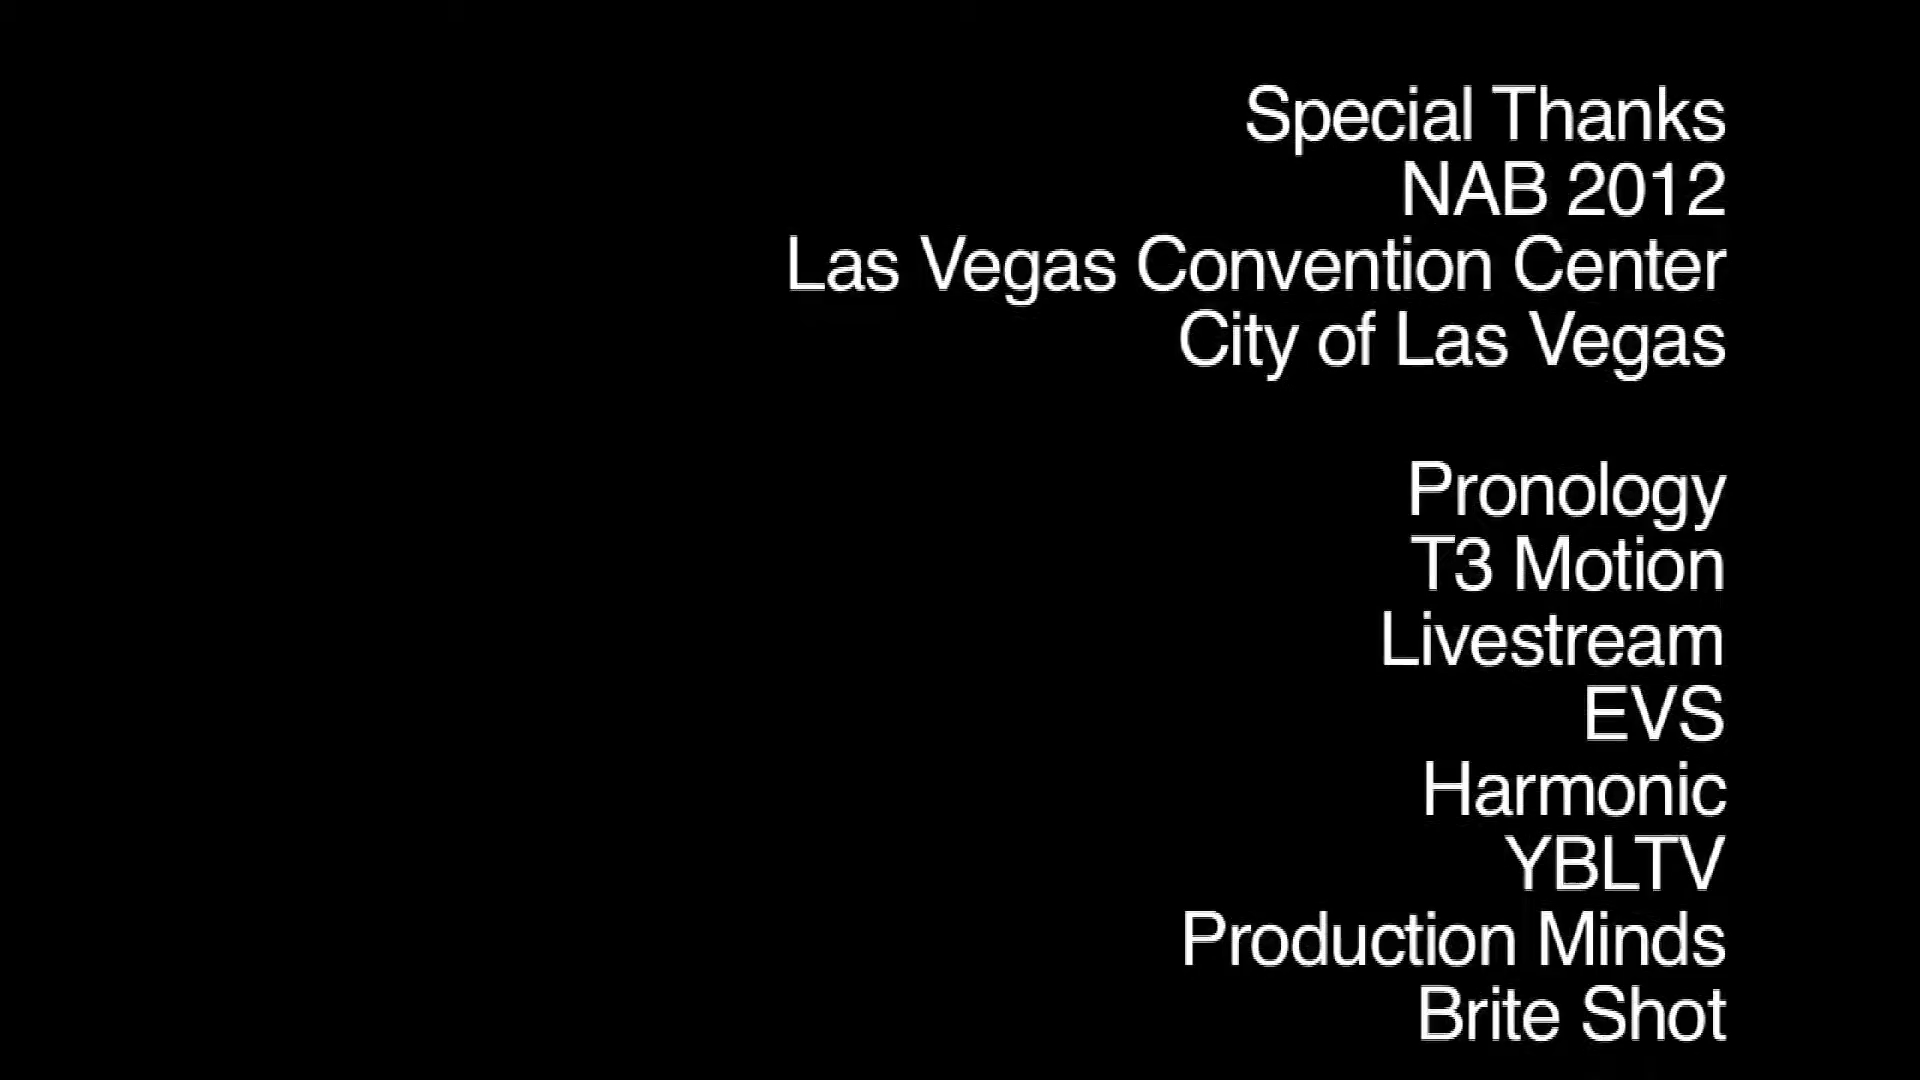 Special Thanks
NAB 2012
Las Vegas Convention Center
City of Las Vegas
Pronology
T3 Motion
Livestream
EVS
Harmonic
YBLTV
Production Minds
Brite Shot